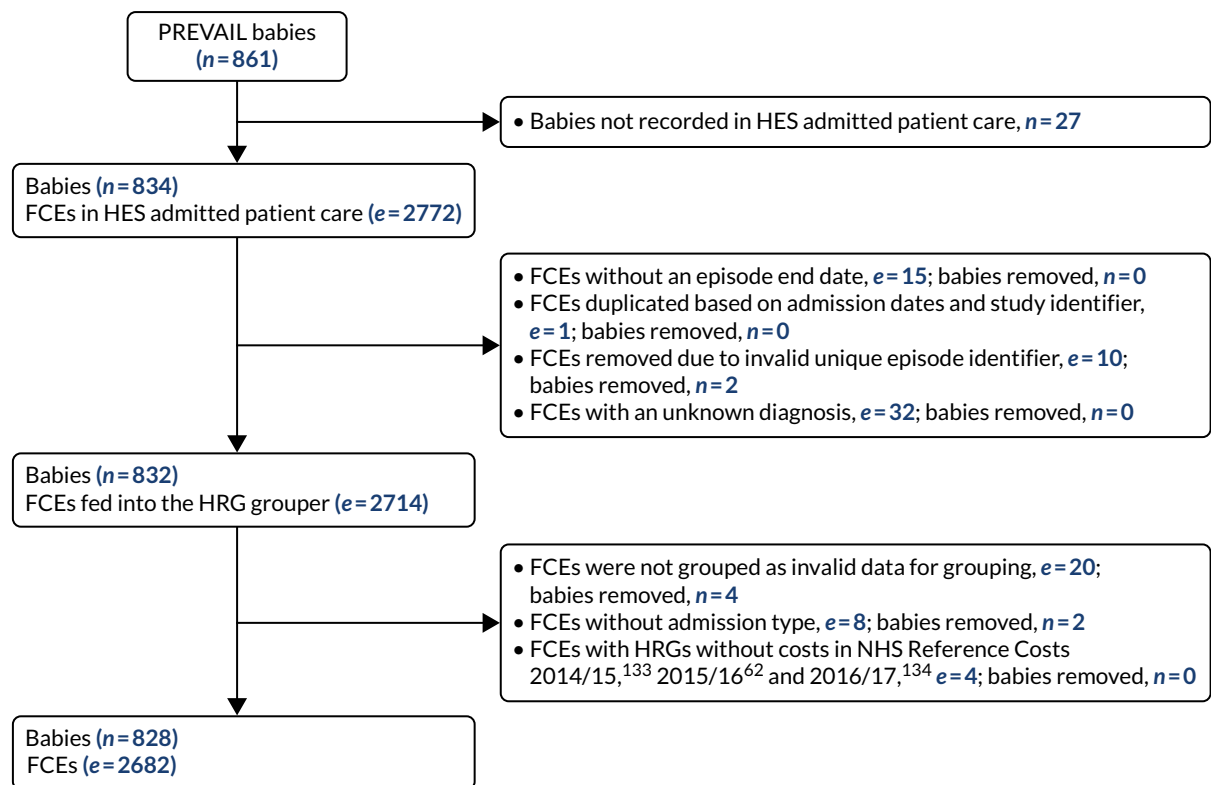 PREVAIL babies
(n=861)
• Babies not recorded in HES admitted patient care, n=27
Babies (n=834)
FCEs in HES admitted patient care (e=2772)
• FCEs without an episode end date, e=15; babies removed, n=0
• FCEs duplicated based on admission dates and study identifier,
e=1; babies removed, n=0
• FCEs removed due to invalid unique episode identifier, e=10;
babies removed, n=2
• FCEs with an unknown diagnosis, e=32; babies removed, n=0
Babies (n=832)
FCEs fed into the HRG grouper (e=2714)
• FCEs were not grouped as invalid data for grouping, e=20;
babies removed, n=4
• FCEs without admission type, e=8; babies removed, n=2
• FCEs with HRGs without costs in NHS Reference Costs
2014/15,133 2015/1662 and 2016/17,134 e=4; babies removed, n=0
Babies (n=828)
FCEs (e=2682)